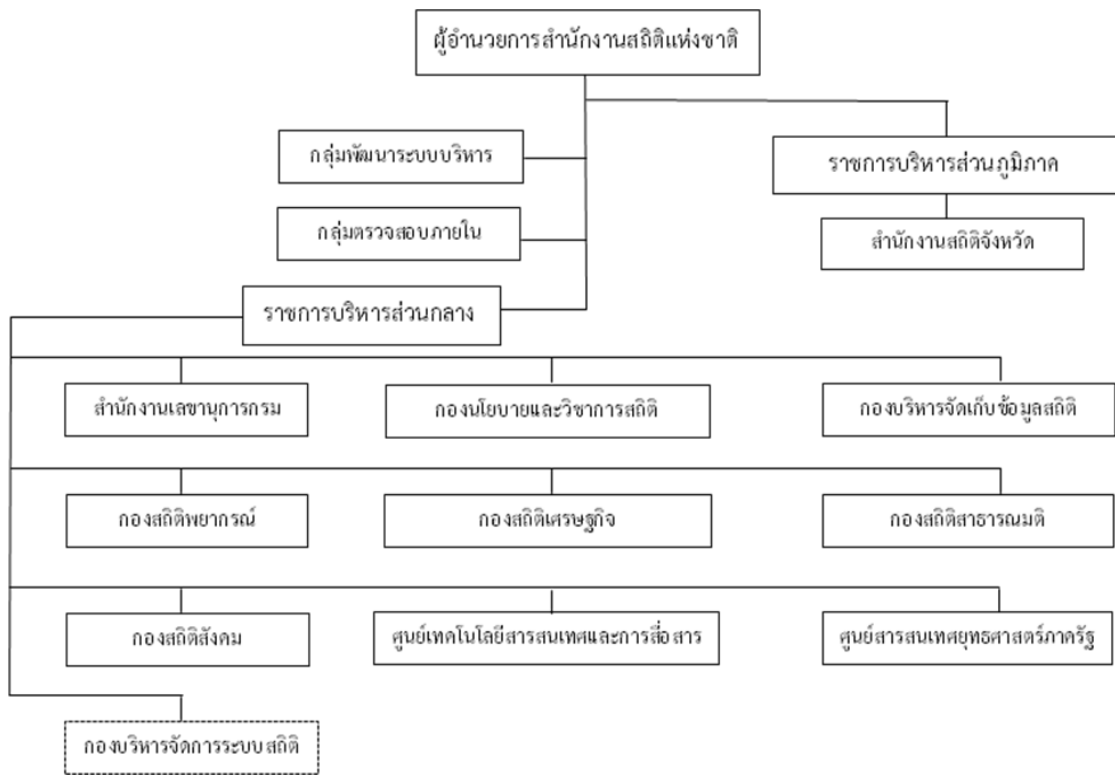 ผู้อำนวยการสำนักงานสถิติแห่งชาติ
กลุ่มพัฒนาระบบบริหาร
ราชการบริหารส่วนภูมิภาค
กลุ่มตรวจสอบภายใน
สำนักงานสถิติจังหวัด
ราชการบริหารส่วนกลาง
สำนักงานเลขานุการกรม
กองนโยบายและวิชาการสถิติ
กองบริหารจัดเก็บข้อมูลสถิติ
กองสถิติพยากรณ์
กองสถิติเศรษฐกิจ
กองสถิติสาธารณมติ
กองสถิติสังคม
ศูนย์เทคโนโลยีสารสนเทศและการสื่อสาร
ศูนย์สารสนเทศยุทธศาสตร์ภาครัฐ
กองบริหารจัดการระบบสถิติ